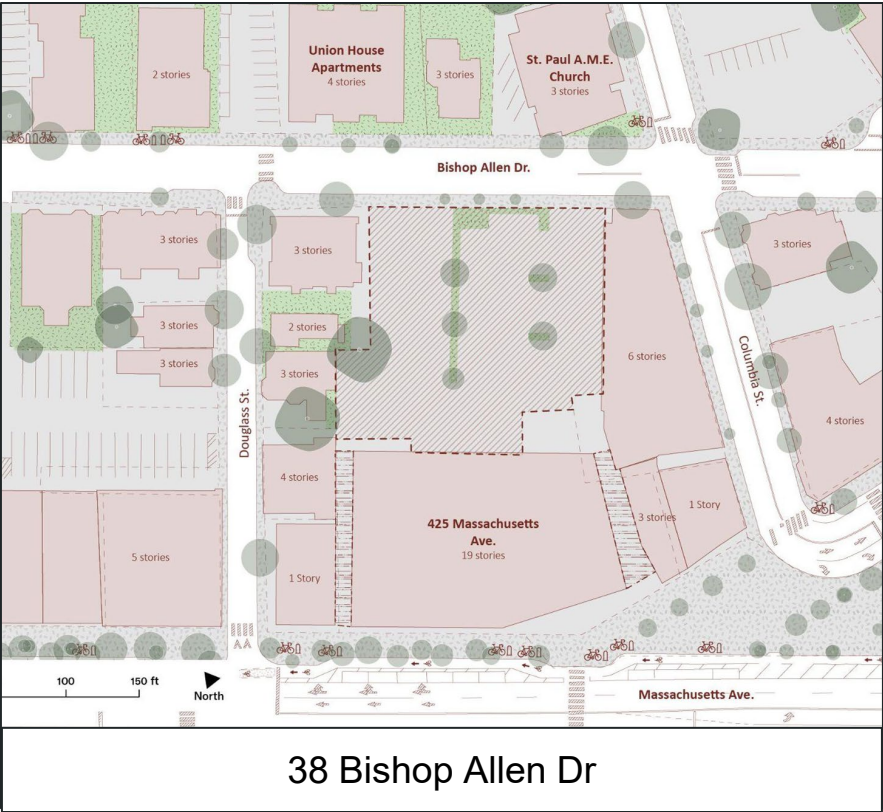 2 stories
Union House
Apartments
4 stories
3 stories
St. Paul A.M.E.
Church
3 stories
Bishop Allen Dr.
3 stories
3 stories
3 stories
3 stories
2 stories
3 stories
3 stories
6 stories
Columbia St.
4 stories
Douglass St.
4 stories
425 Massachusetts
Ave.
19 stories
3 stories
1 Story
5 stories
1 Story
100
150 ft
North
Massachusetts Ave.
38 Bishop Allen Dr